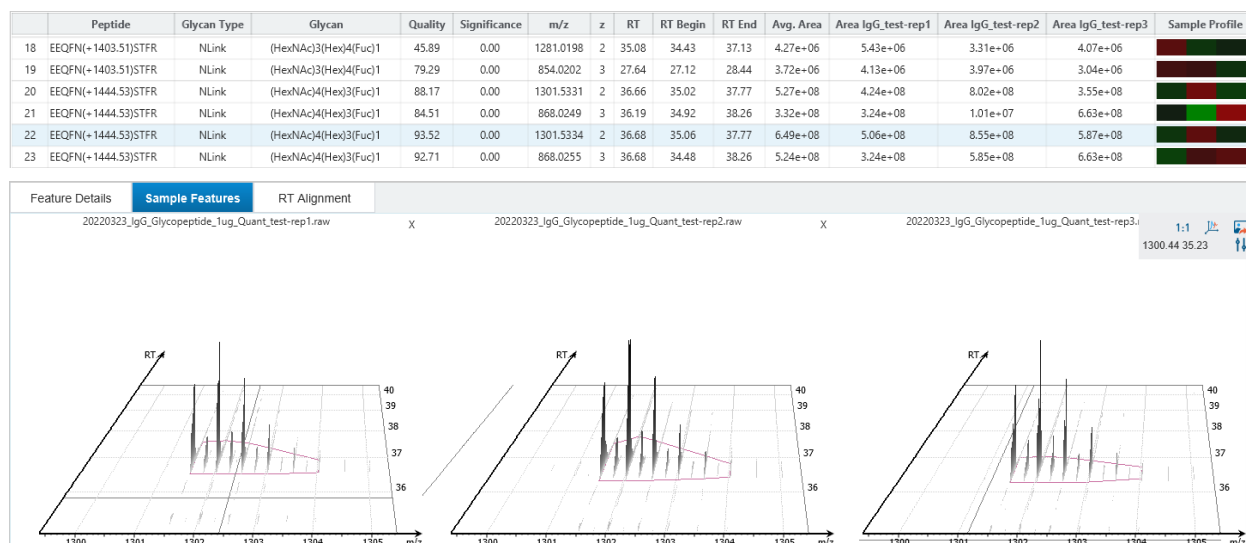 Peptide Glycan Type Glycan Quality Significance m/z z RT RT Begin RT End Avg. Area Area IgG_test-rep1 Area IgG_test-rep2 Area IgG_test-rep3 Sample Profile
18 EEQFN(+1403.51)STFR NLink (HexNAc)3(Hex)4(Fuc)1 45.89 0.00 1281.0198 2 35.08 34.43 37.13 4.27e+06 5.43e+06 3.31e+06 4.07e+06
19 EEQFN(+1403.51)STFR NLink (HexNAc)3(Hex)4(Fuc)1 79.29 0.00 854.0202 3 27.64 27.12 28.44 3.72e+06 4.13e+06 3.97e+06 3.04e+06
20 EEQFN(+1444.53)STFR NLink (HexNAc)4(Hex)3(Fuc)1 88.17 0.00 1301.5331 2 36.66 35.02 37.77 5.27e+08 4.24e+08 8.02e+08 3.55e+08
21 EEQFN(+1444.53)STFR NLink (HexNAc)4(Hex)3(Fuc)1 84.51 0.00 868.0249 3 36.19 34.92 38.26 3.32e+08 3.24e+08 1.01e+07 6.63e+08
22 EEQFN(+1444.53)STFR NLink (HexNAc)4(Hex)3(Fuc)1 93.52 0.00 1301.5334 2 36.68 35.06 37.77 6.49e+08 5.06e+08 8.55e+08 5.87e+08
23 EEQFN(+1444.53)STFR NLink (HexNAc)4(Hex)3(Fuc)1 92.71 0.00 868.0255 3 36.68 34.48 38.26 5.24e+08 3.24e+08 5.85e+08 6.63e+08
Feature Details Sample Features RT Alignment
20220323_IgG_Glycopeptide_1ug_Quant_test-rep1.raw X 20220323_IgG_Glycopeptide_1ug_Quant_test-rep2.raw X 20220323_IgG_Glycopeptide_1ug_Quant_test-rep3.r 1:1
1300.44 35.23
RT RT RT
40 40 40
39 39 39
38 38 38
37 37 37
36 36 36
1300 1301 1302 1303 1304 1305 m/z 1300 1301 1302 1303 1304 1305 m/z 1300 1301 1302 1303 1304 1305 m/z